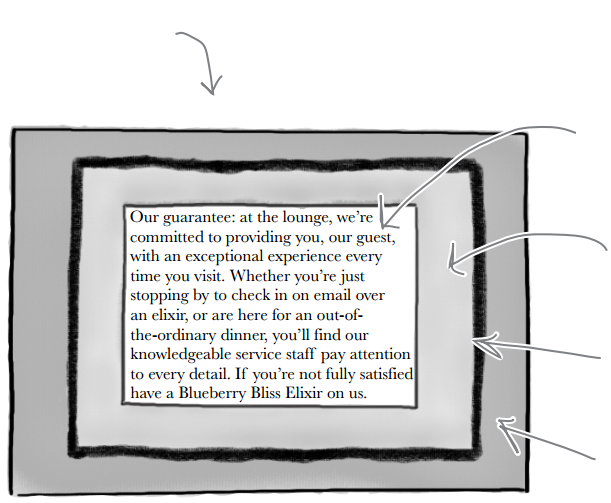 Our guarantee: at the lounge, we’re
committed to providing you, our guest,
with an exceptional experience every
time you visit. Whether you’re just
stopping by to check in on email over
an elixir, or are here for an out-of-
the-ordinary dinner, you’ll find our
knowledgeable service staff pay attention
to every detail. If you’re not fully satisfied
have a Blueberry Bliss Elixir on us.